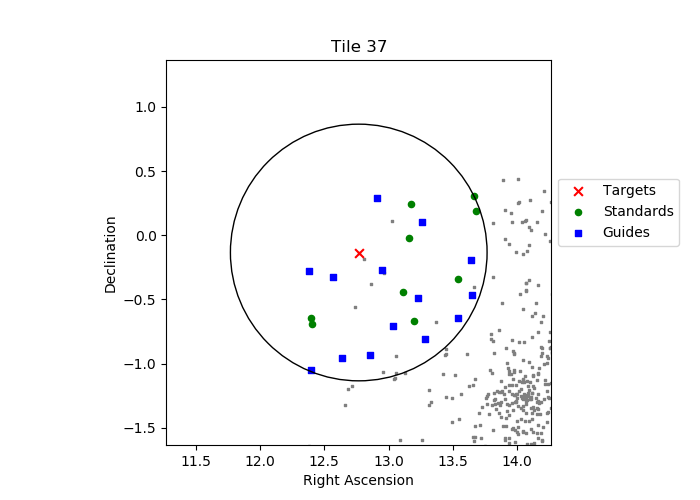 Tile 37
Declination
1.0
0.5
0.0
−0.5
−1.0
−1.5
11.5 12.0 12.5 13.0 13.5 14.0
Right Ascension
Targets
Standards
Guides